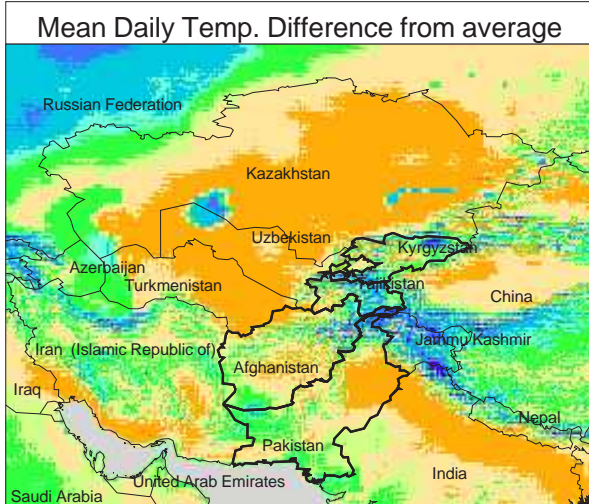 Mean Daily Temp. Difference from average
Russian Federation
Kazakhstan
Uzbekistan
Kyrgyzstan
Azerbaijan
Turkmenistan
Tajikistan
China
Iran (Islamic Republic of)
Jammu Kashmir
Afghanistan
Iraq
Nepal
Pakistan
United Arab Emirates
India
Saudi Arabia